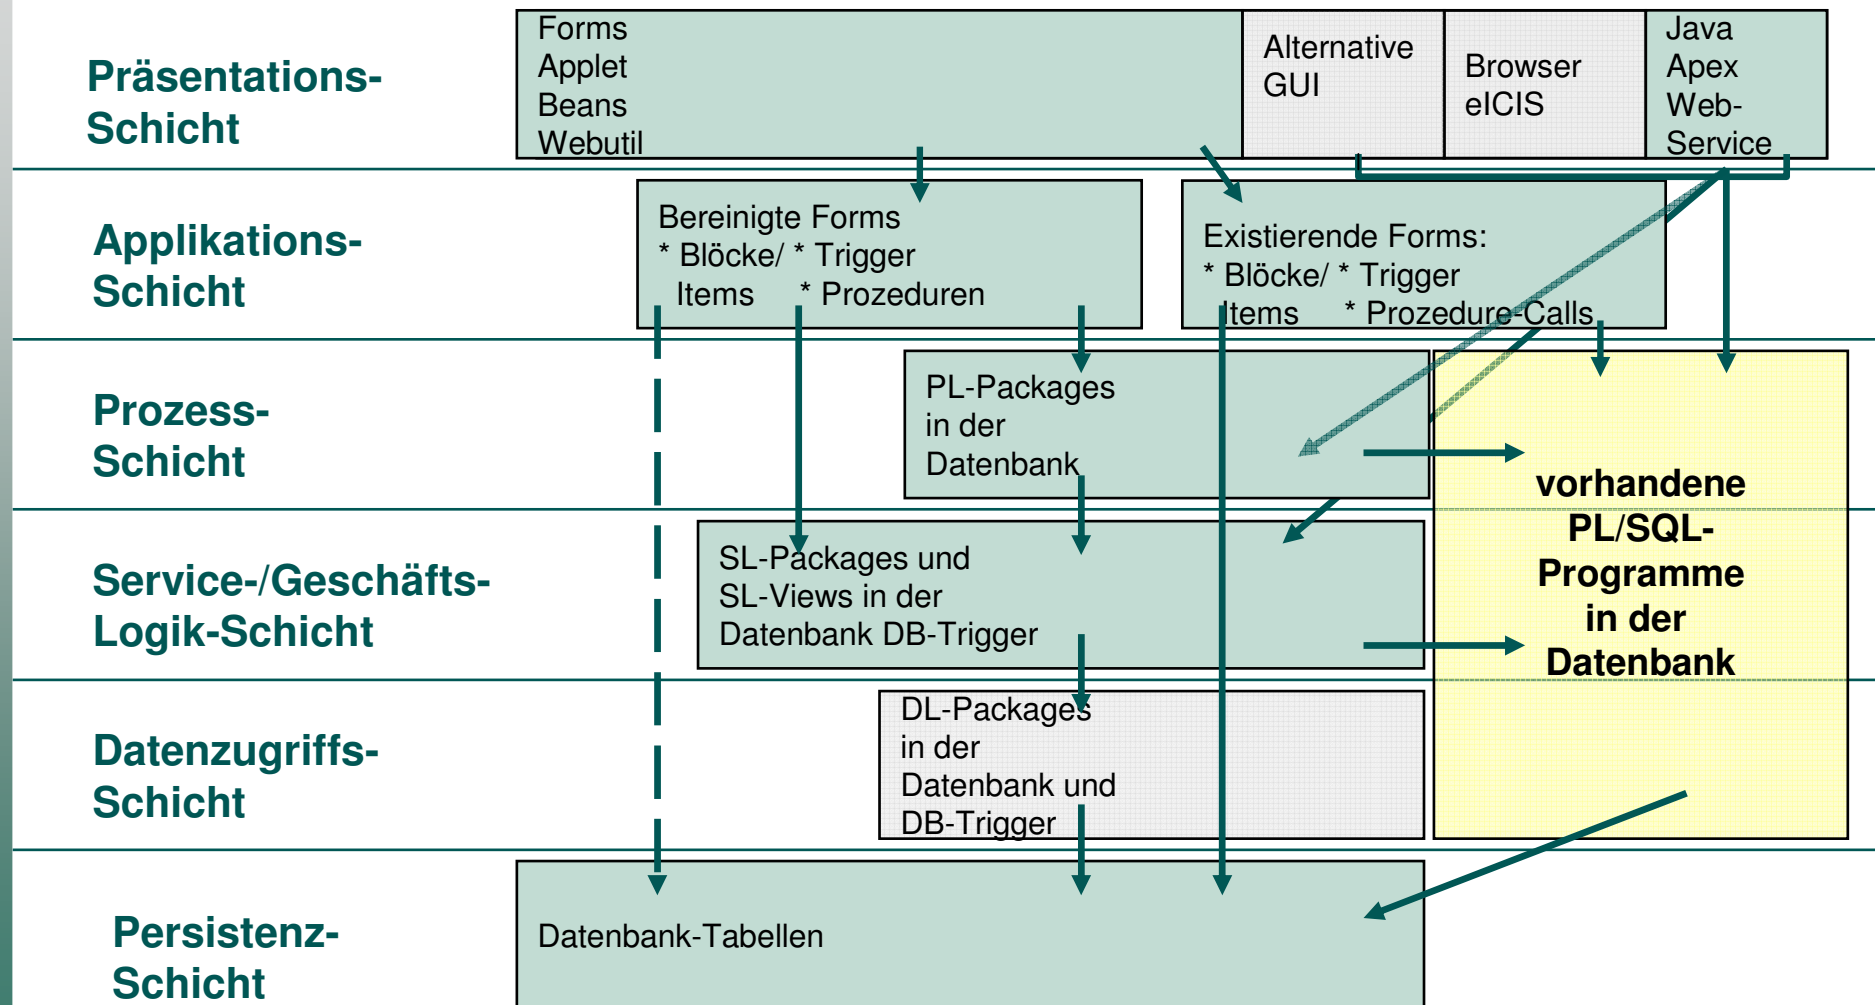 Präsentations-
Schicht
Forms
Applet
Beans
Webutil
Alternative
GUI
Browser
eICIS
Java
Apex
Web-
Service
Applikations-
Schicht
Bereinigte Forms
* Blöcke/ * Trigger
Items * Prozeduren
Existierende Forms:
* Blöcke/ * Trigger
Items * Prozedure-Calls
Prozess-
Schicht
PL-Packages
in der
Datenbank
vorhandene
PL/SQL-
Programme
in der
Datenbank
Service-/Geschäfts-
Logik-Schicht
SL-Packages und
SL-Views in der
Datenbank DB-Trigger
Datenzugriffs-
Schicht
DL-Packages
in der
Datenbank und
DB-Trigger
Persistenz-
Schicht
Datenbank-Tabellen